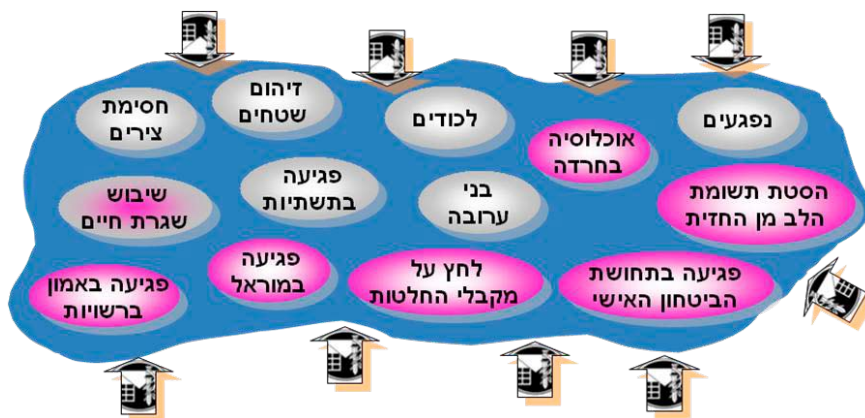 נפגעים
אוכלוסיה
בחרדה
לכודים
זיהום
שטחים
חסימת
צירים
הסטת תשומת
הלב מן החזית
בני
ערובה
פגיעה
בתשתיות
שיבוש
שגרת חיים
פגיעה בתחושת
הביטחון האישי
לחץ על
מקבלי החלטות
פגיעה
במוראל
פגיעה באמון
ברשויות